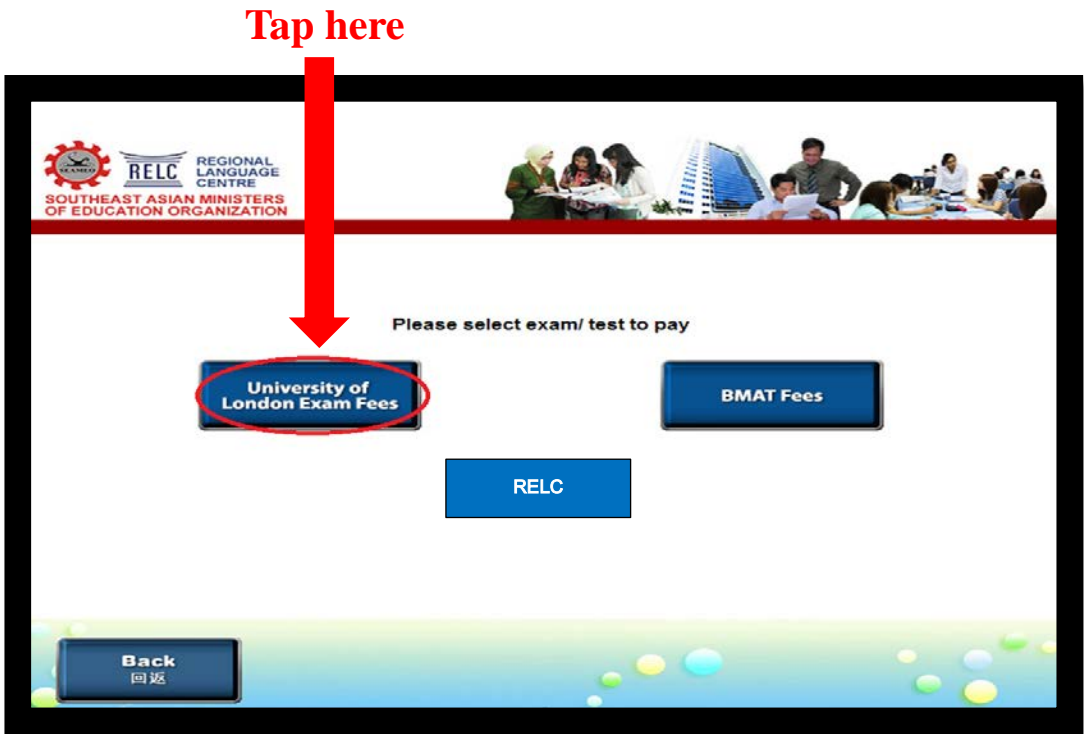 Tap here
SEAMEO
RELC
REGIONAL
LANGUAGE
CENTRE
SOUTHEAST ASIAN MINISTERS
OF EDUCATION ORGANIZATION
Please select exam/ test to pay
University of
London Exam Fees
BMAT Fees
RELC
Back
回返